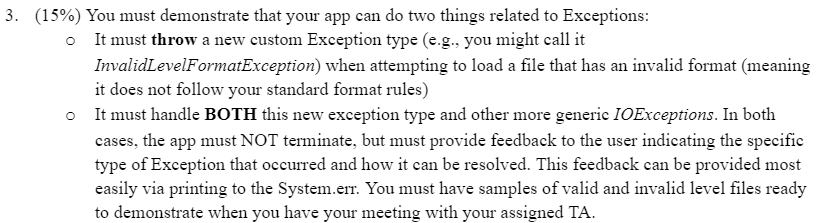 3. (15%) You must demonstrate that your app can do two things related to Exceptions:
o It must throw a new custom Exception type (e.g., you might call it
InvalidLevelFormatException) when attempting to load a file that has an invalid format (meaning
it does not follow your standard format rules)
o It must handle BOTH this new exception type and other more generic IOExceptions. In both
cases, the app must NOT terminate, but must provide feedback to the user indicating the specific
type of Exception that occurred and how it can be resolved. This feedback can be provided most
easily via printing to the System.err. You must have samples of valid and invalid level files ready
to demonstrate when you have your meeting with your assigned TA.